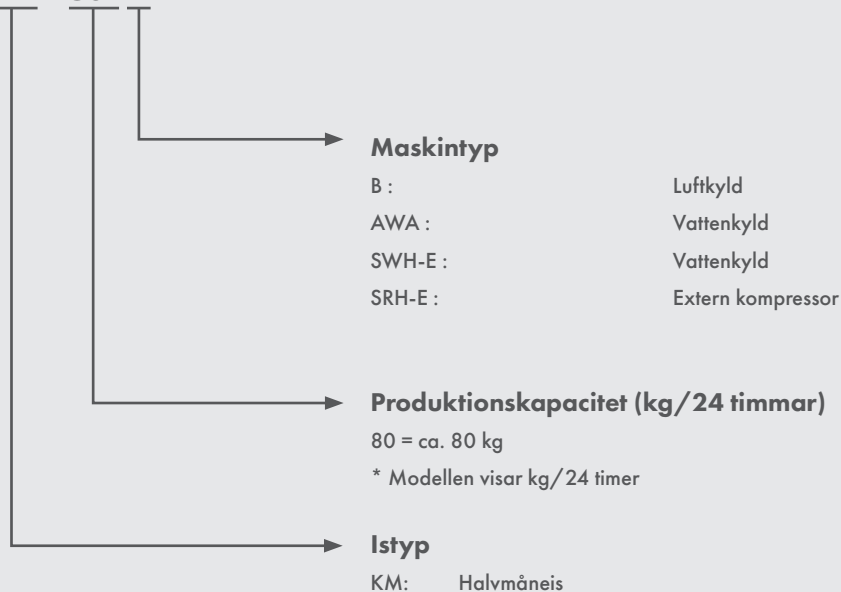 Maskintyp
B : Luftkyld
AWA : Vattenkyld
SWH-E : Vattenkyld
SRH-E : Extern kompressor
Produktionskapacitet (kg/24 timmar)
80 = ca. 80 kg
* Modellen visar kg/24 timer
Istyp
KM: Halvmåneis